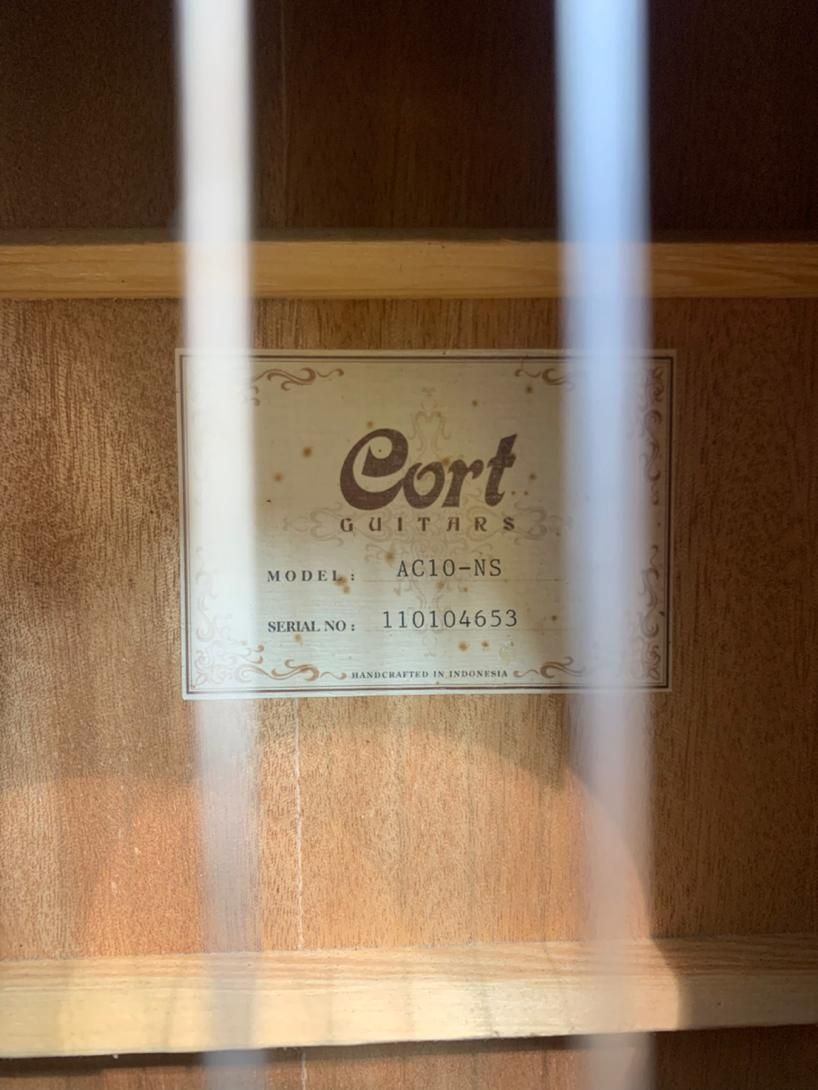 Cort
GUITARS
MODEL: AC10-NS
SERIAL NO: 110104653
HANDCRAFTED IN INDONESIA